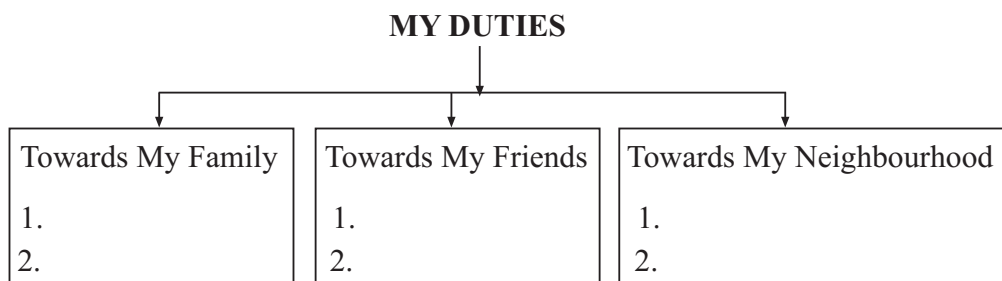 MY DUTIES
Towards My Family
1.
2.
Towards My Friends
1.
2.
Towards My Neighbourhood
1.
2.